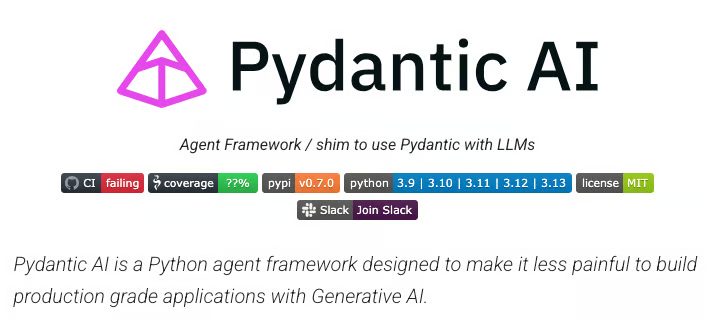 Pydantic AI
Agent Framework / shim to use Pydantic with LLMs
CI failing coverage ??% pypi v0.7.0 python 3.9 | 3.10 | 3.11 | 3.12 | 3.13 license MIT
Slack Join Slack
Pydantic AI is a Python agent framework designed to make it less painful to build
production grade applications with Generative AI.